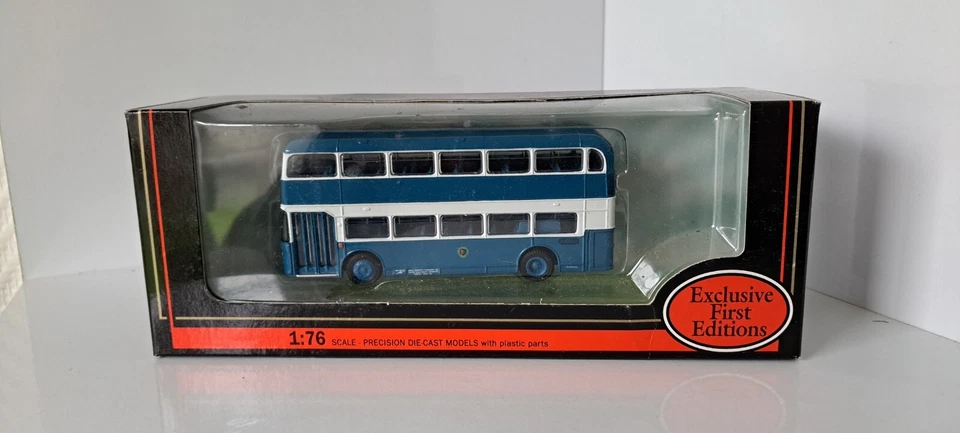 1:76 SCALE · PRECISION DIE-CAST MODELS with plastic parts
Exclusive
First
Editions